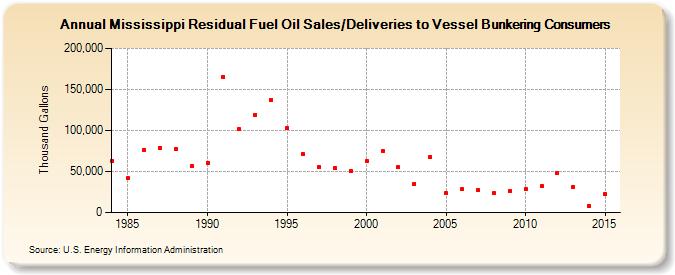 Annual Mississippi Residual Fuel Oil Sales/Deliveries to Vessel Bunkering Consumers
Thousand Gallons
200,000
150,000
100,000
50,000
0
1985 1990 1995 2000 2005 2010 2015
Source: U.S. Energy Information Administration